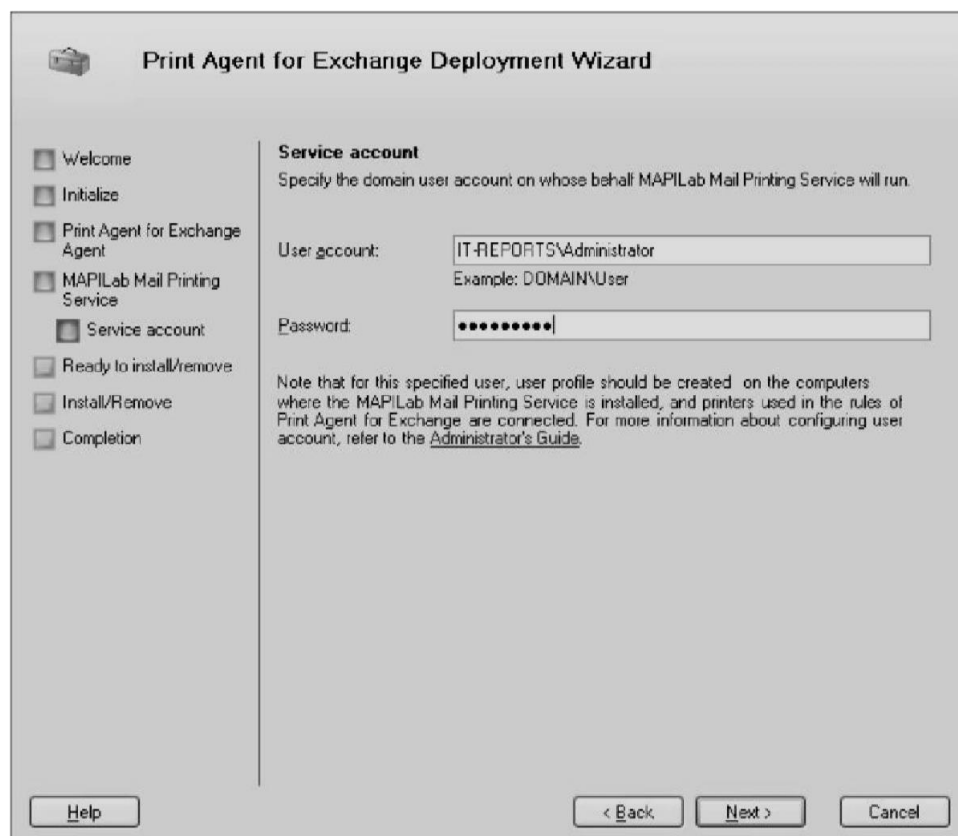 Print Agent for Exchange Deployment Wizard
Welcome
Initialize
Print Agent for Exchange
Agent
MAPILab Mail Printing
Service
Service account
Ready to install/remove
Install/Remove
Completion
Service account
Specify the domain user account on whose behalf MAPILab Mail Printing Service will run.
User account:
IT-REPORTS\Administrator
Example: DOMAIN\User
Password:
●●●●●●●●●
Note that for this specified user, user profile should be created on the computers
where the MAPILab Mail Printing Service is installed, and printers used in the rules of
Print Agent for Exchange are connected. For more information about configuring user
account, refer to the Administrator's Guide.
Help
< Back
Next >
Cancel